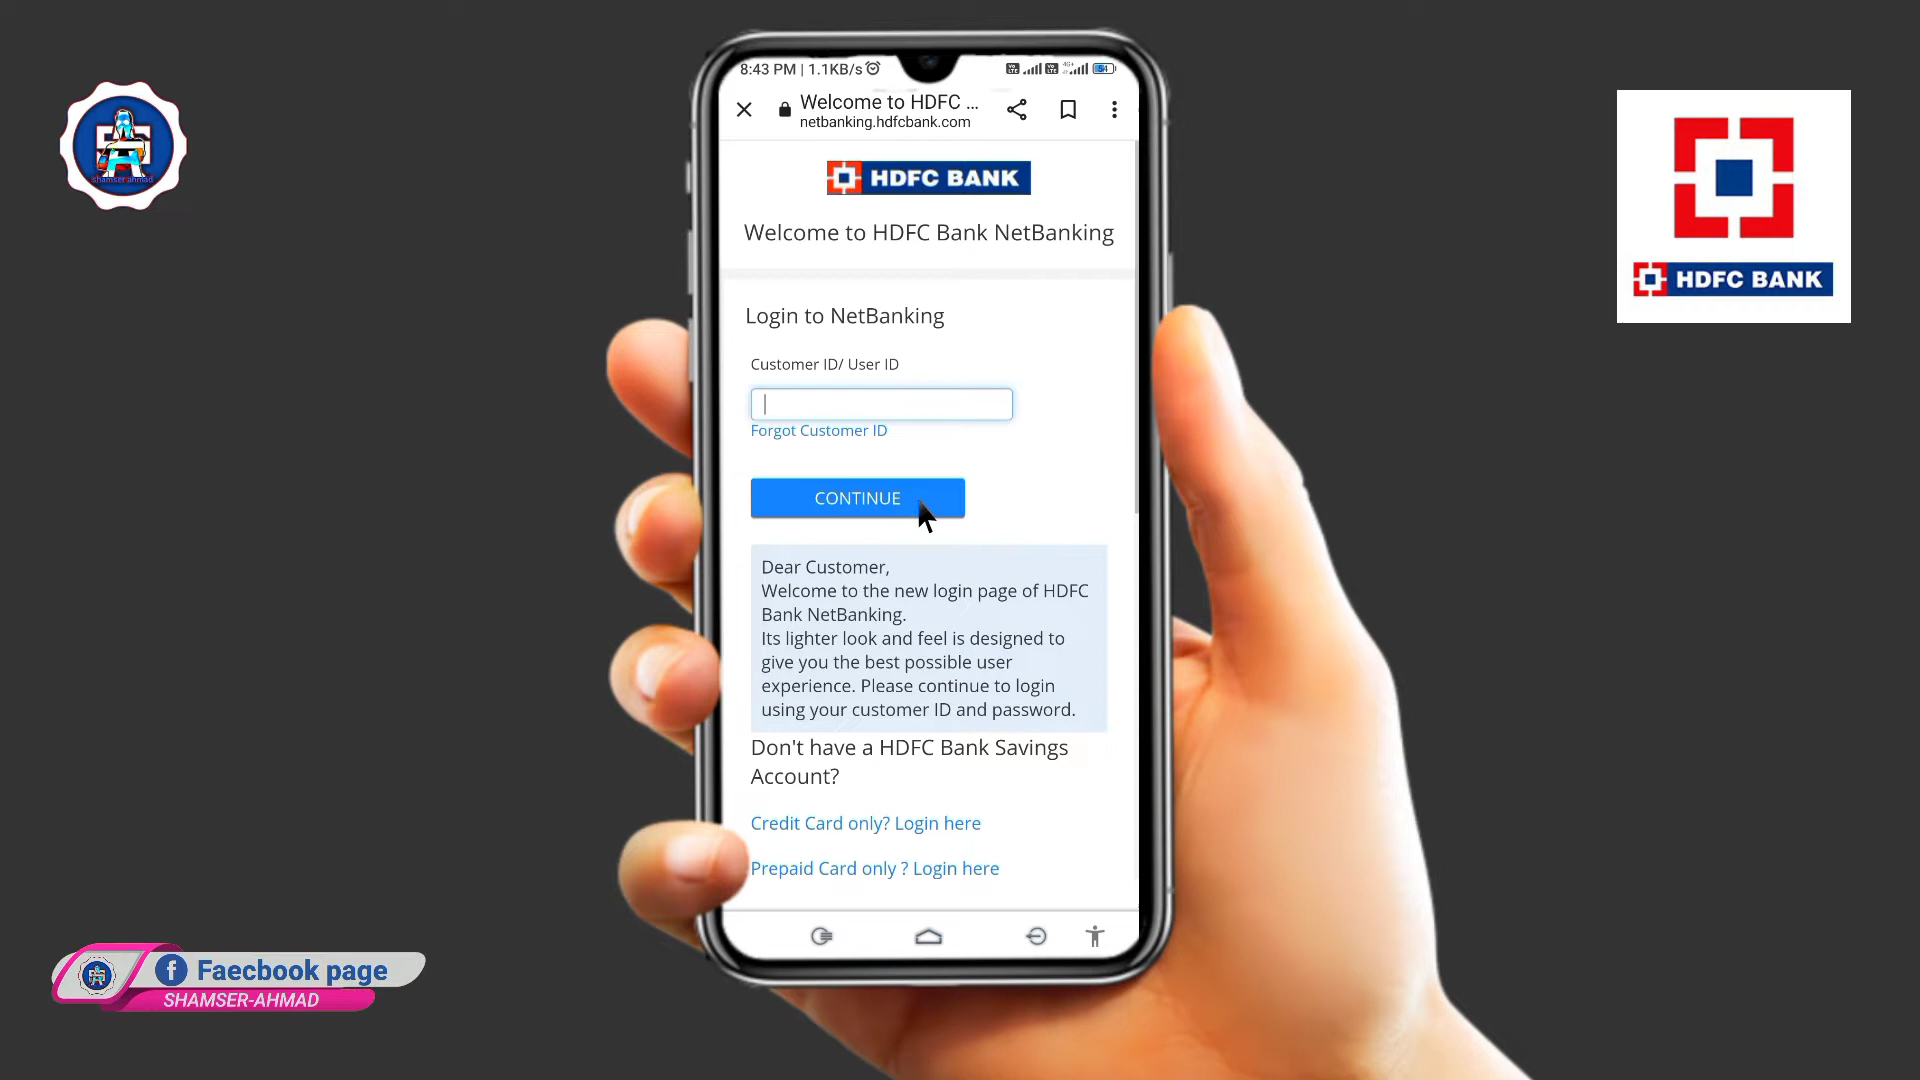 shamser ahmad
8:43 PM | 1.1KB/s
54
Welcome to HDFC ...
netbanking.hdfcbank.com
HDFC BANK
Welcome to HDFC Bank NetBanking
Login to NetBanking
Customer ID/ User ID
Forgot Customer ID
CONTINUE
Dear Customer,
Welcome to the new login page of HDFC
Bank NetBanking.
Its lighter look and feel is designed to
give you the best possible user
experience. Please continue to login
using your customer ID and password.
Don't have a HDFC Bank Savings
Account?
Credit Card only? Login here
Prepaid Card only ? Login here
HDFC BANK
Faecbook page
SHAMSER-AHMAD